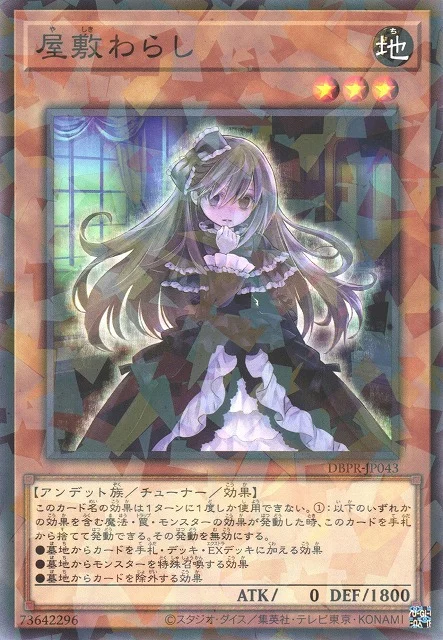 屋敷わらし
地
DBPR-JP043
【アンデット族／チューナー／効果】
このカード名の効果は１ターンに１度しか使用できない。①：以下のいずれか
の効果を含む魔法・罠・モンスターの効果が発動した時、このカードを手札
から捨てて発動できる。その発動を無効にする。
●墓地からカードを手札・デッキ・EXデッキに加える効果
●墓地からモンスターを特殊召喚する効果
●墓地からカードを除外する効果
ATK/ 0 DEF/1800
73642296
©スタジオ・ダイス／集英社・テレビ東京・KONAMI